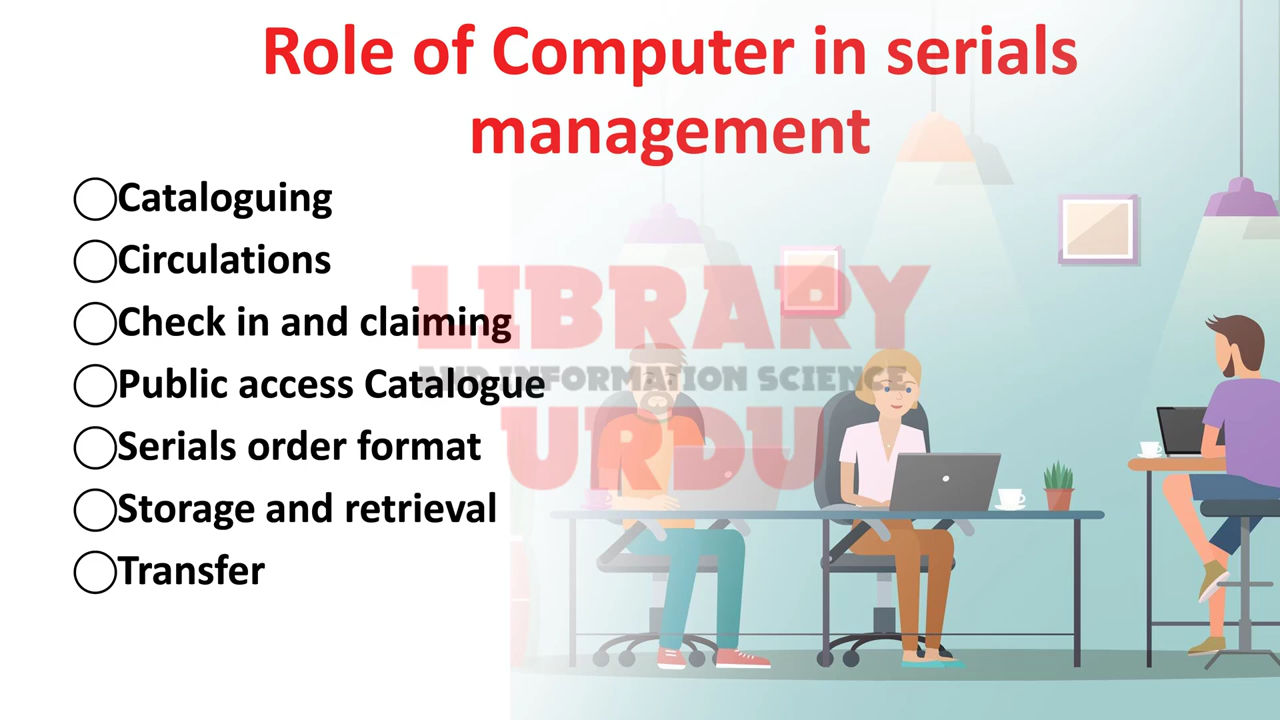 Role of Computer in serials
management
Cataloguing
Circulations
Check in and claiming
Public access Catalogue
Serials order format
Storage and retrieval
Transfer
LIBRARY
AND INFORMATION SCIENCE
URDU